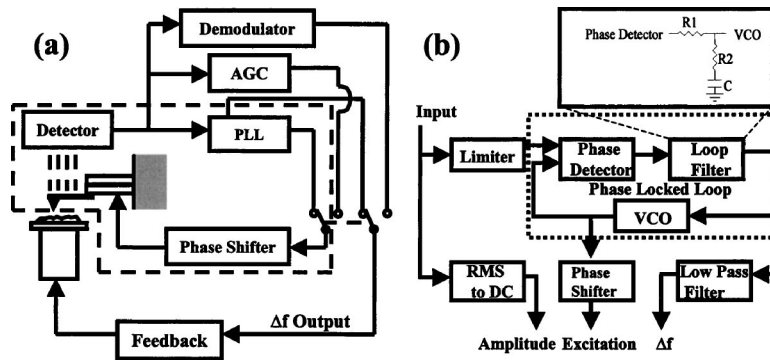 (a)
Demodulator
AGC
Detector
PLL
Phase Shifter
Δf Output
Feedback
(b)
Phase Detector
R1
VCO
R2
C
Input
Limiter
Phase
Detector
Loop
Filter
Phase Locked Loop
VCO
RMS
to DC
Phase
Shifter
Low Pass
Filter
Amplitude Excitation Δf